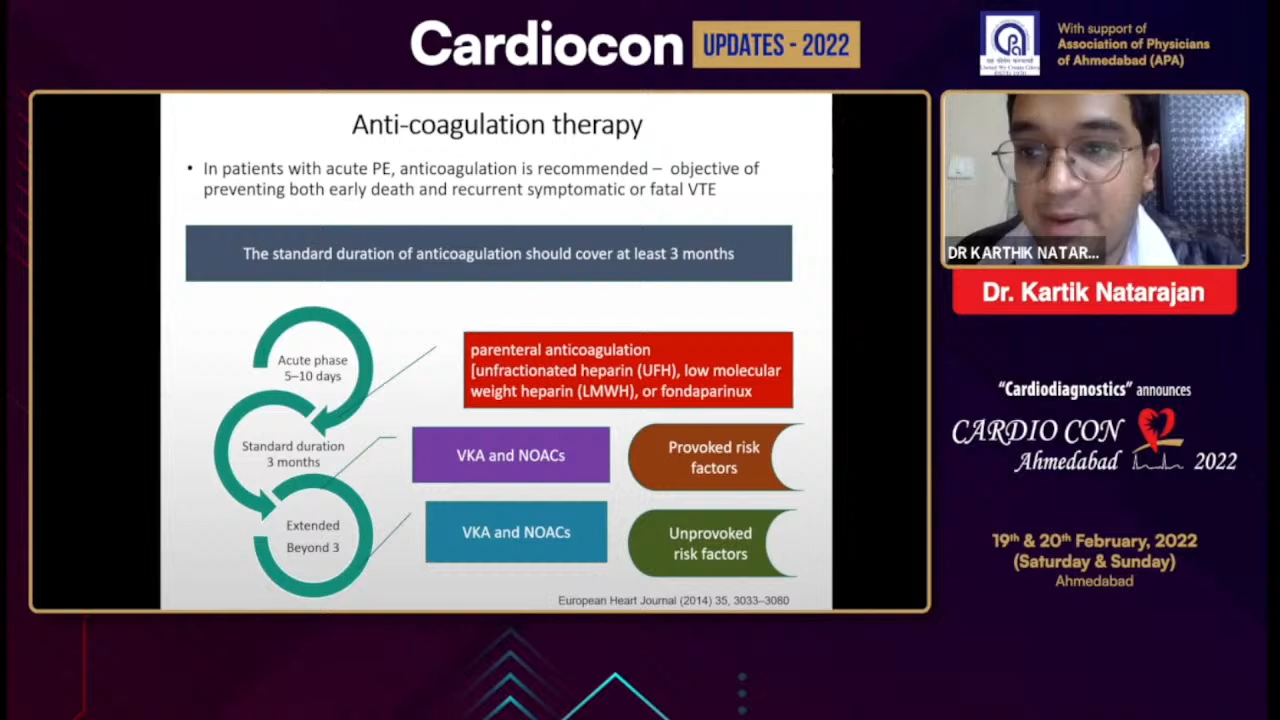 Cardiocon UPDATES - 2022
With support of
Association of Physicians
of Ahmedabad (APA)
Anti-coagulation therapy
• In patients with acute PE, anticoagulation is recommended – objective of
preventing both early death and recurrent symptomatic or fatal VTE
The standard duration of anticoagulation should cover at least 3 months
Acute phase
5–10 days
parenteral anticoagulation
[unfractionated heparin (UFH), low molecular
weight heparin (LMWH), or fondaparinux
Standard duration
3 months
VKA and NOACs
Provoked risk
factors
Extended
Beyond 3
VKA and NOACs
Unprovoked
risk factors
European Heart Journal (2014) 35, 3033–3080
DR KARTHIK NATAR...
Dr. Kartik Natarajan
“Cardiodiagnostics” announces
CARDIO CON
Ahmedabad 2022
19th & 20th February, 2022
(Saturday & Sunday)
Ahmedabad